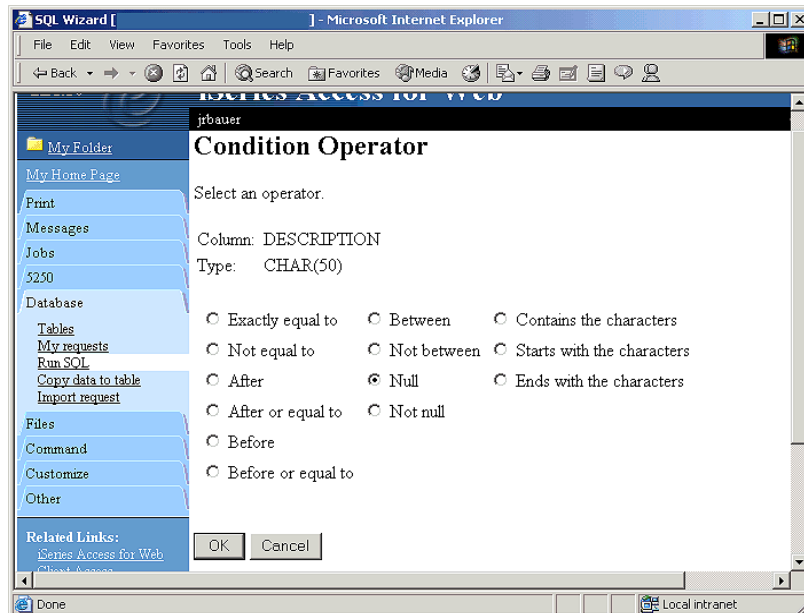 SQL Wizard [ ] - Microsoft Internet Explorer
File Edit View Favorites Tools Help
Back Search Favorites Media
iSeries Access for Web
jrbauer
My Folder
My Home Page
Print
Messages
Jobs
5250
Database
Tables
My requests
Run SQL
Copy data to table
Import request
Files
Command
Customize
Other
Related Links:
iSeries Access for Web
Client Access
Condition Operator
Select an operator.
Column: DESCRIPTION
Type: CHAR(50)
Exactly equal to Between Contains the characters
Not equal to Not between Starts with the characters
After Null Ends with the characters
After or equal to Not null
Before
Before or equal to
OK Cancel
Done Local intranet